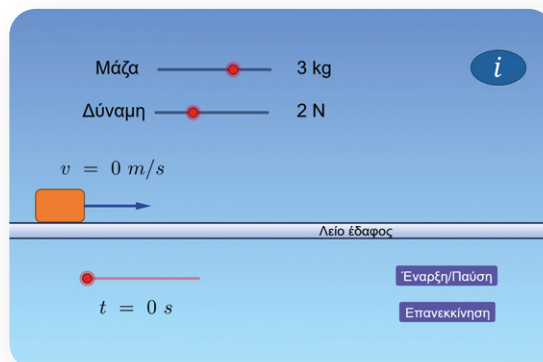 Μάζα 3 kg
i
Δύναμη 2 N
v = 0 m/s
Λείο έδαφος
Έναρξη/Παύση
t = 0 s
Επανεκκίνηση